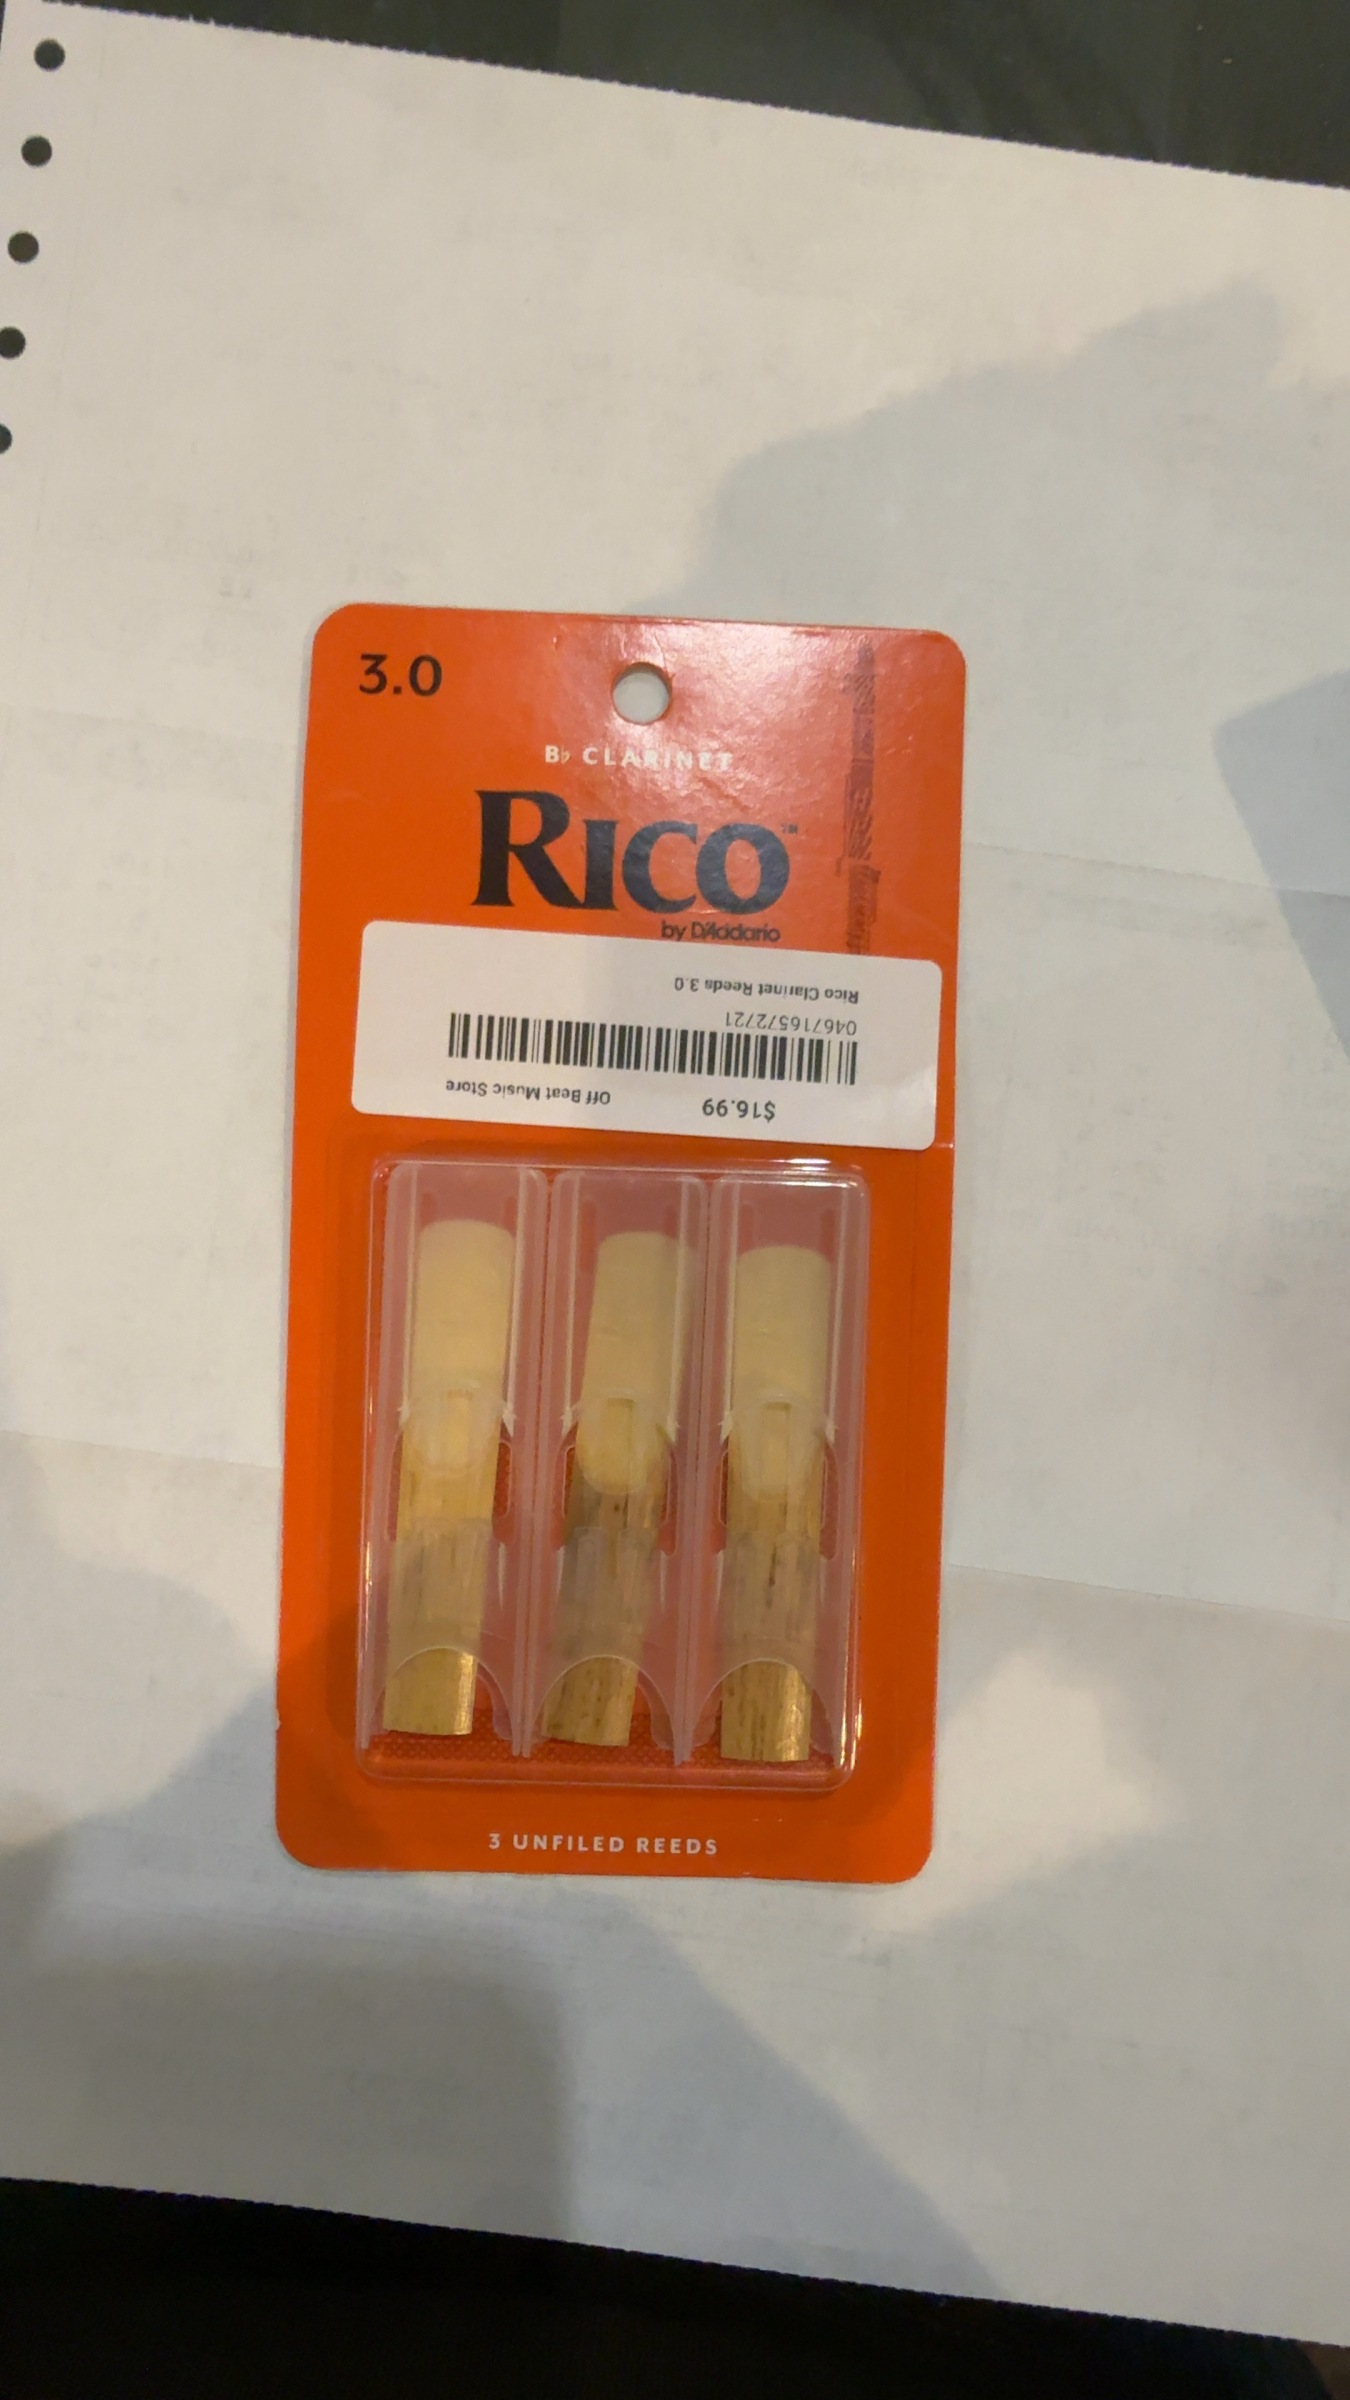 3.0
B♭ CLARINET
RICO™
by D'Addario
$16.99 Off Beat Music Store
046716572721
Rico Clarinet Reeds 3.0
3 UNFILED REEDS